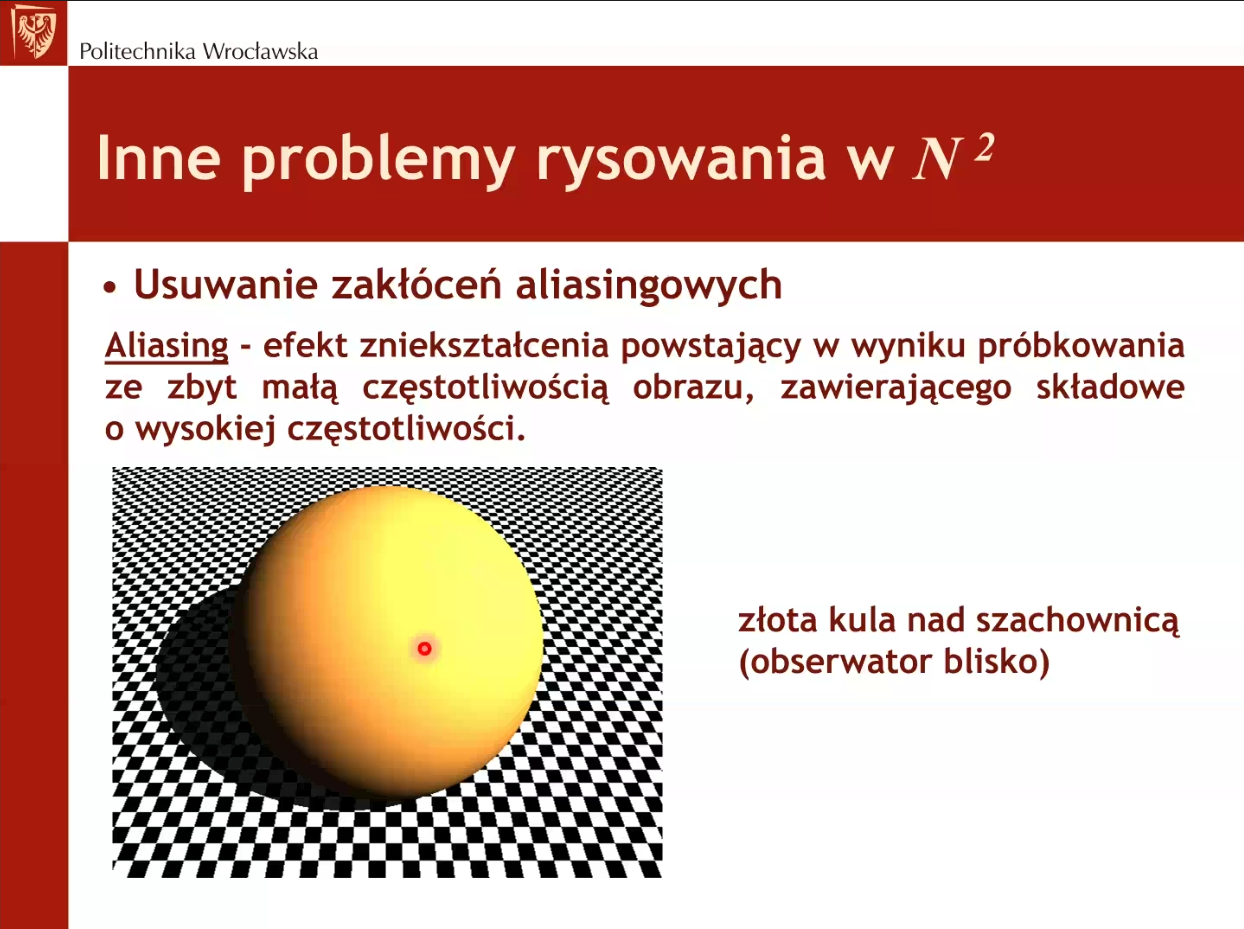 Politechnika Wrocławska
Inne problemy rysowania w N ²
• Usuwanie zakłóceń aliasingowych
Aliasing - efekt zniekształcenia powstający w wyniku próbkowania
ze zbyt małą częstotliwością obrazu, zawierającego składowe
o wysokiej częstotliwości.
złota kula nad szachownicą
(obserwator blisko)